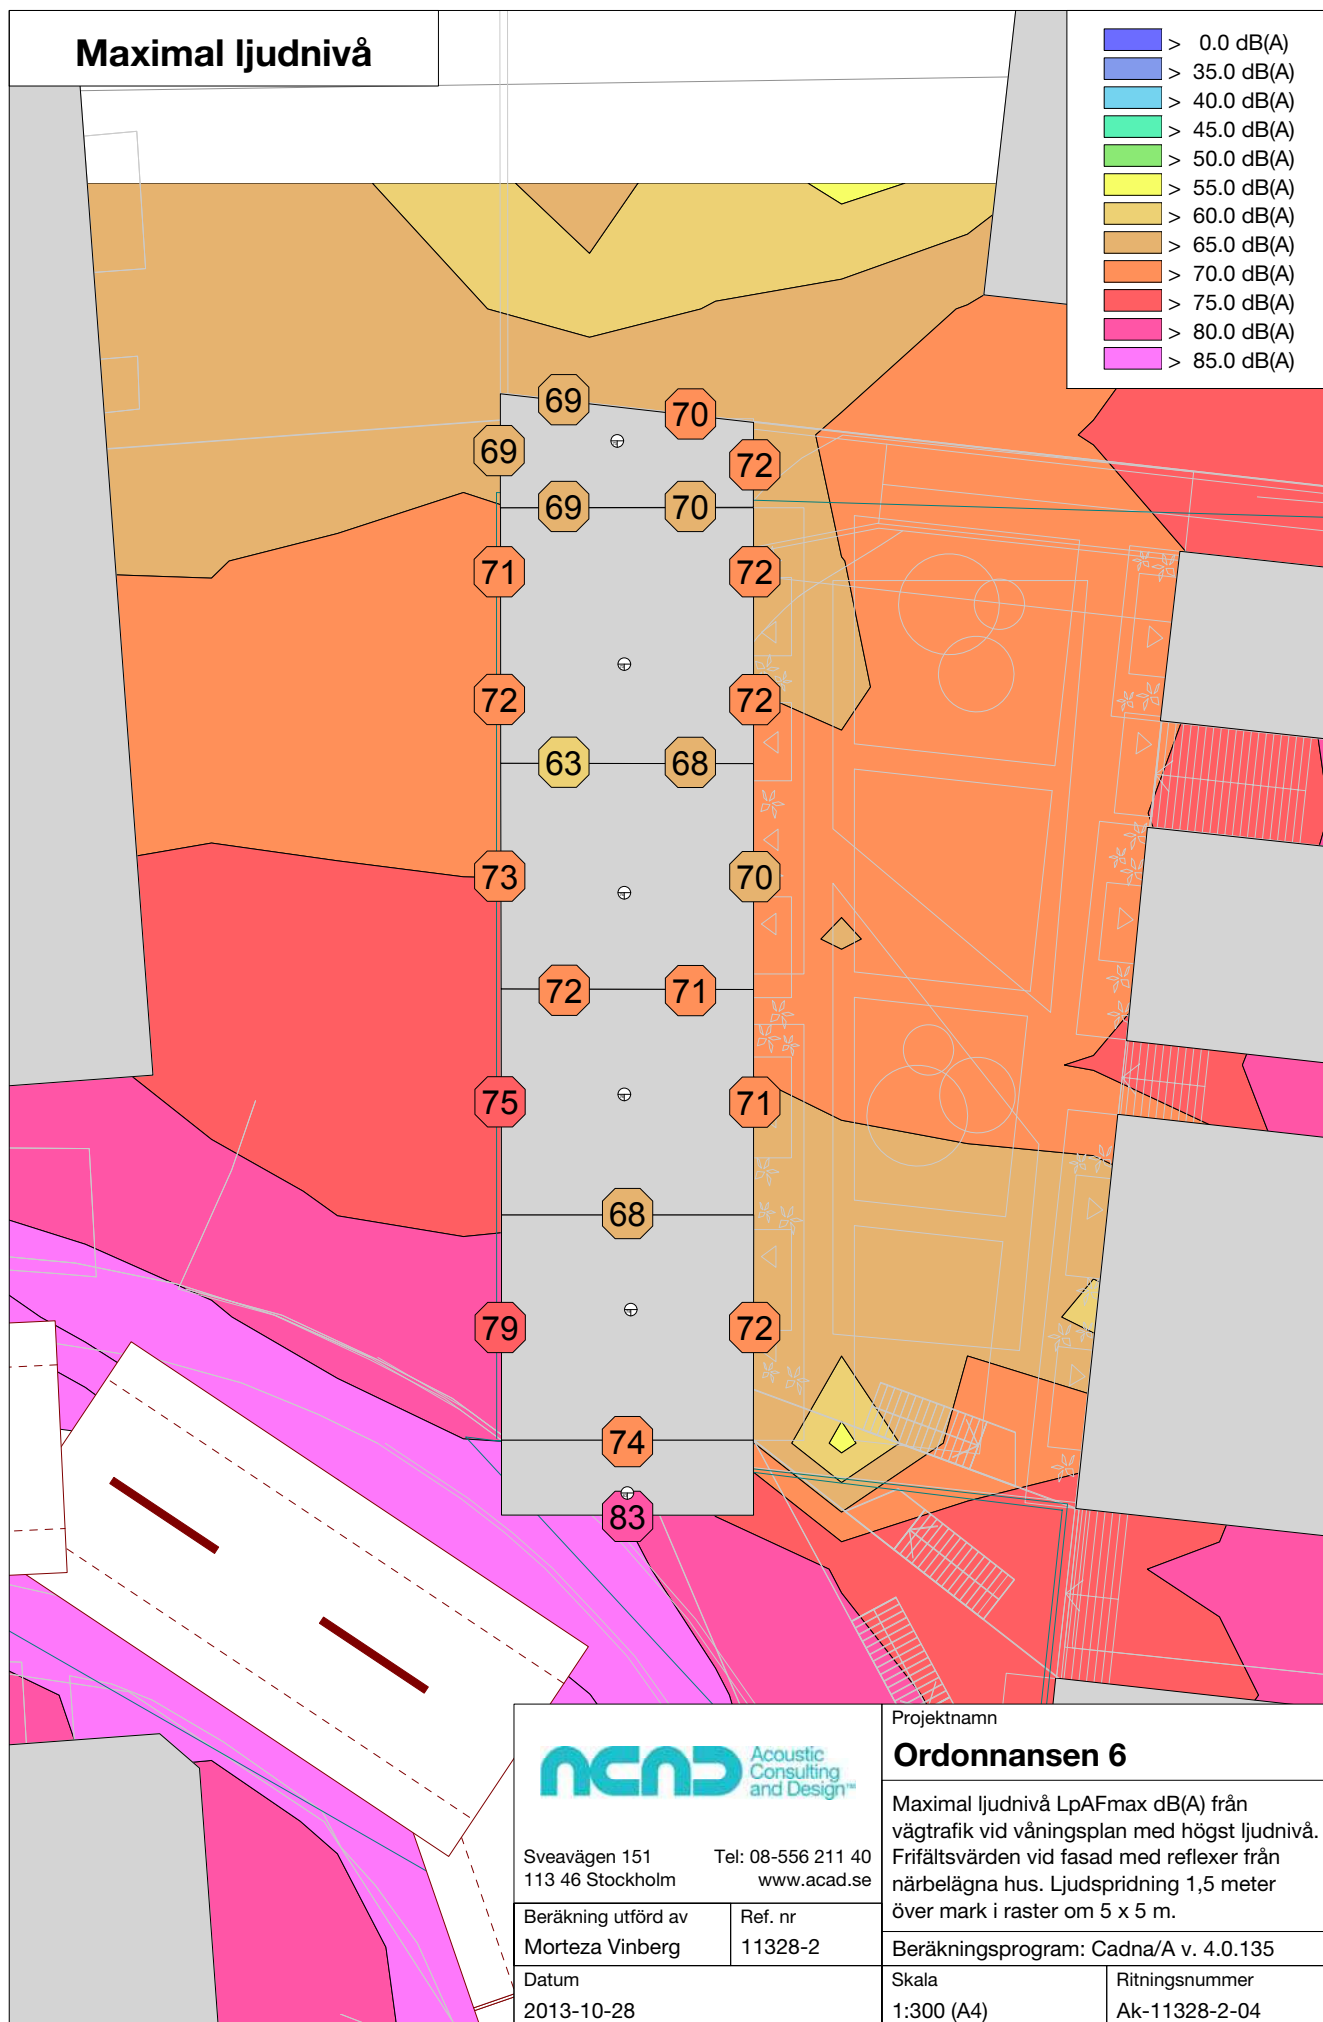 Maximal ljudnivå
> 0.0 dB(A)
> 35.0 dB(A)
> 40.0 dB(A)
> 45.0 dB(A)
> 50.0 dB(A)
> 55.0 dB(A)
> 60.0 dB(A)
> 65.0 dB(A)
> 70.0 dB(A)
> 75.0 dB(A)
> 80.0 dB(A)
> 85.0 dB(A)
69
70
69
72
69 70
71 72
72 72
63 68
73 70
72 71
75 71
68
79 72
74
83
ACAD
Acoustic
Consulting
and Design™
Sveavägen 151 Tel: 08-556 211 40
113 46 Stockholm www.acad.se
Beräkning utförd av
Morteza Vinberg
Ref. nr
11328-2
Datum
2013-10-28
Projektnamn
Ordonnansen 6
Maximal ljudnivå LpAFmax dB(A) från
vägtrafik vid våningsplan med högst ljudnivå.
Frifältsvärden vid fasad med reflexer från
närbelägna hus. Ljudspridning 1,5 meter
över mark i raster om 5 x 5 m.
Beräkningsprogram: Cadna/A v. 4.0.135
Skala
1:300 (A4)
Ritningsnummer
Ak-11328-2-04